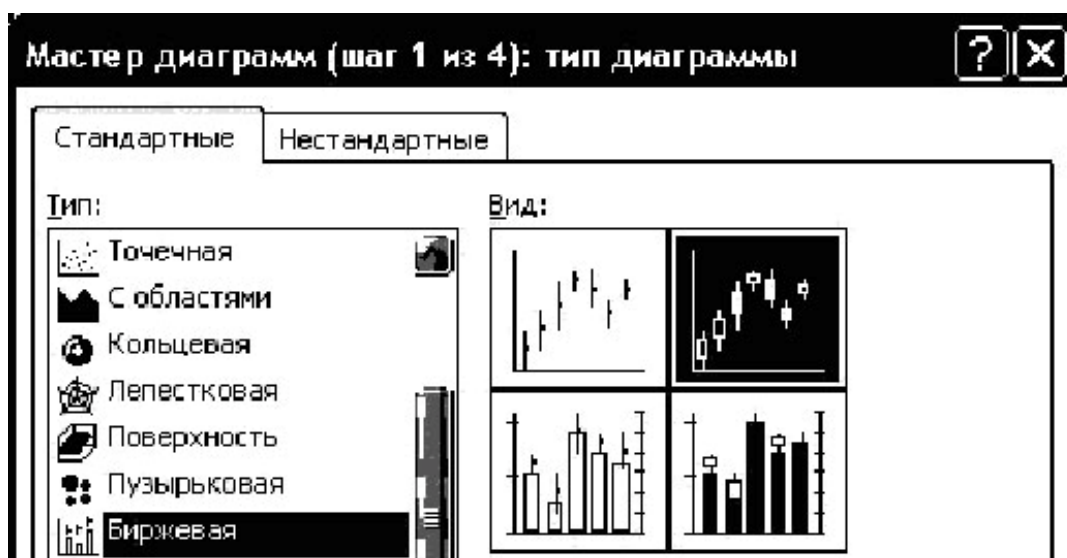 Мастер диаграмм (шаг 1 из 4): тип диаграммы
Стандартные
Нестандартные
Тип:
Вид:
Точечная
С областями
Кольцевая
Лепестковая
Поверхность
Пузырьковая
Биржевая